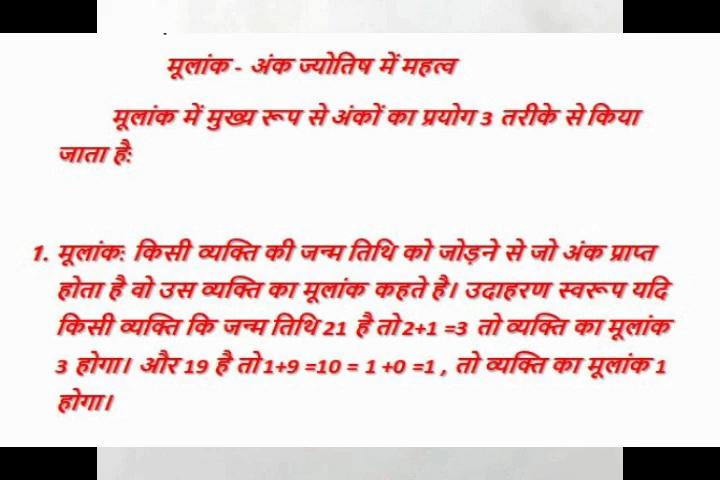 मूलांक - अंक ज्योतिष में महत्व
मूलांक में मुख्य रूप से अंकों का प्रयोग 3 तरीके से किया
जाता है:
1. मूलांक: किसी व्यक्ति की जन्म तिथि को जोड़ने से जो अंक प्राप्त
होता है वो उस व्यक्ति का मूलांक कहते है। उदाहरण स्वरूप यदि
किसी व्यक्ति कि जन्म तिथि 21 है तो 2+1 =3 तो व्यक्ति का मूलांक
3 होगा। और 19 है तो 1+9 =10 = 1 +0 =1 , तो व्यक्ति का मूलांक 1
होगा।